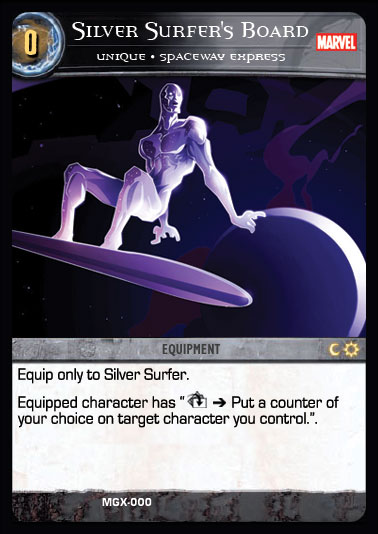 0
Silver Surfer's Board
MARVEL
UNIQUE • SPACEWAY EXPRESS
EQUIPMENT
Equip only to Silver Surfer.
Equipped character has “ ➔ Put a counter of
your choice on target character you control.”.
MGX-000